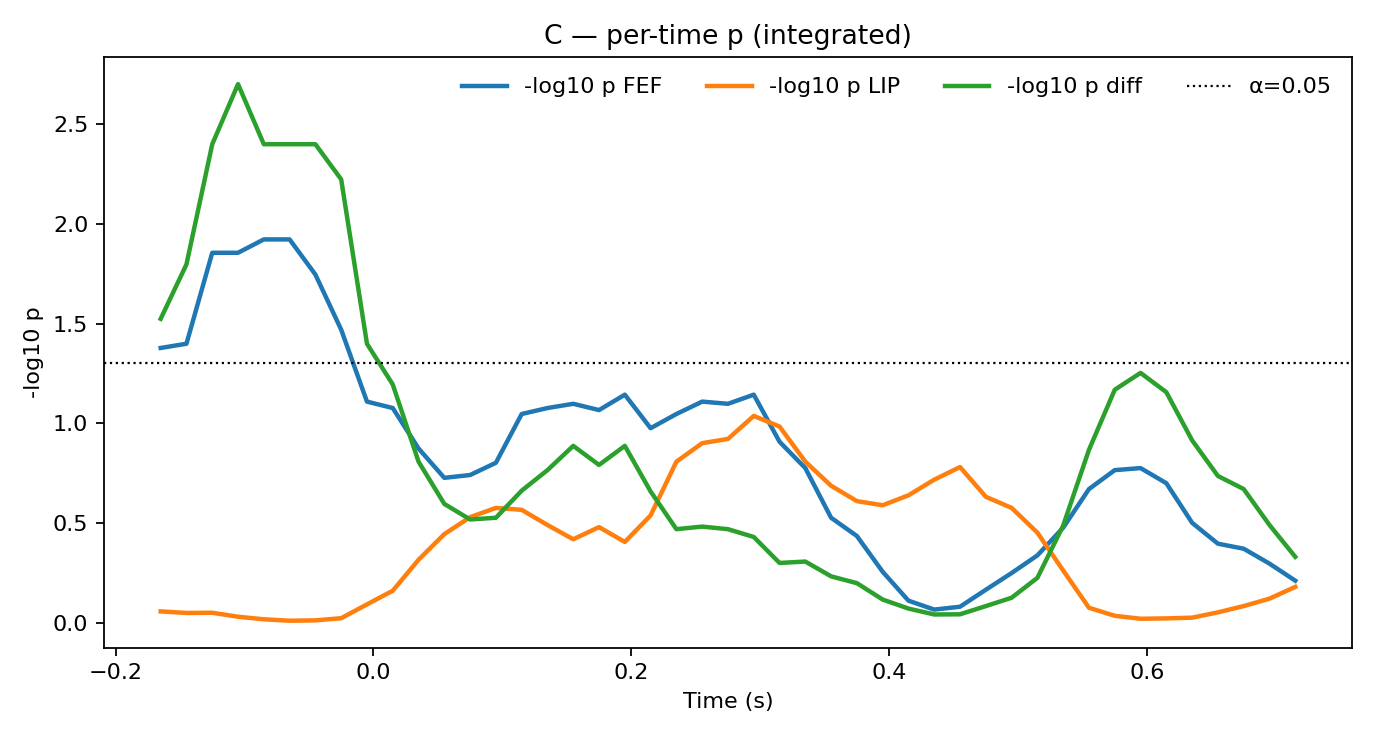 C — per-time p (integrated)
-log10 p FEF
-log10 p LIP
-log10 p diff
α=0.05
-log10 p
2.5
2.0
1.5
1.0
0.5
0.0
−0.2
0.0
0.2
0.4
0.6
Time (s)